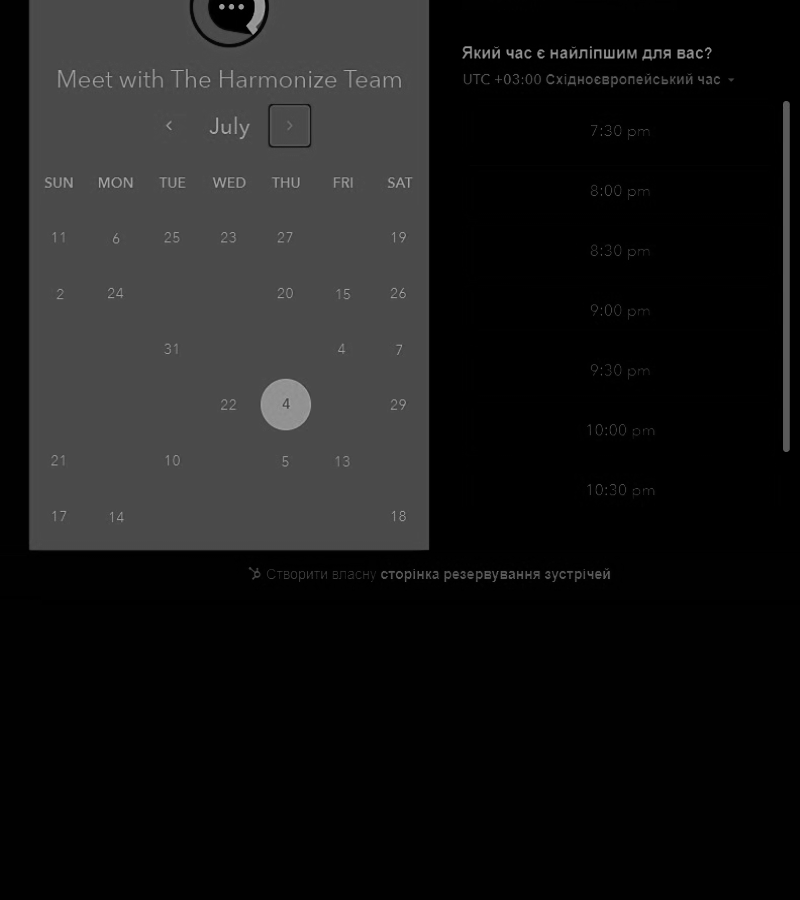 Meet with The Harmonize Team
July
SUN MON TUE WED THU FRI SAT
11 6 25 23 27 19
2 24 20 15 26
31 4 7
22 4 29
21 10 5 13
17 14 18
Який час є найліпшим для вас?
UTC +03:00 Східноєвропейський час
7:30 pm
8:00 pm
8:30 pm
9:00 pm
9:30 pm
10:00 pm
10:30 pm
Створити власну сторінка резервування зустрічей